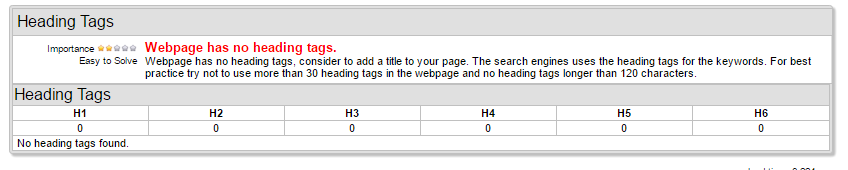 Heading Tags
Importance
Webpage has no heading tags.
Easy to Solve
Webpage has no heading tags, consider to add a title to your page. The search engines uses the heading tags for the keywords. For best
practice try not to use more than 30 heading tags in the webpage and no heading tags longer than 120 characters.
Heading Tags
H1 H2 H3 H4 H5 H6
0 0 0 0 0 0
No heading tags found.